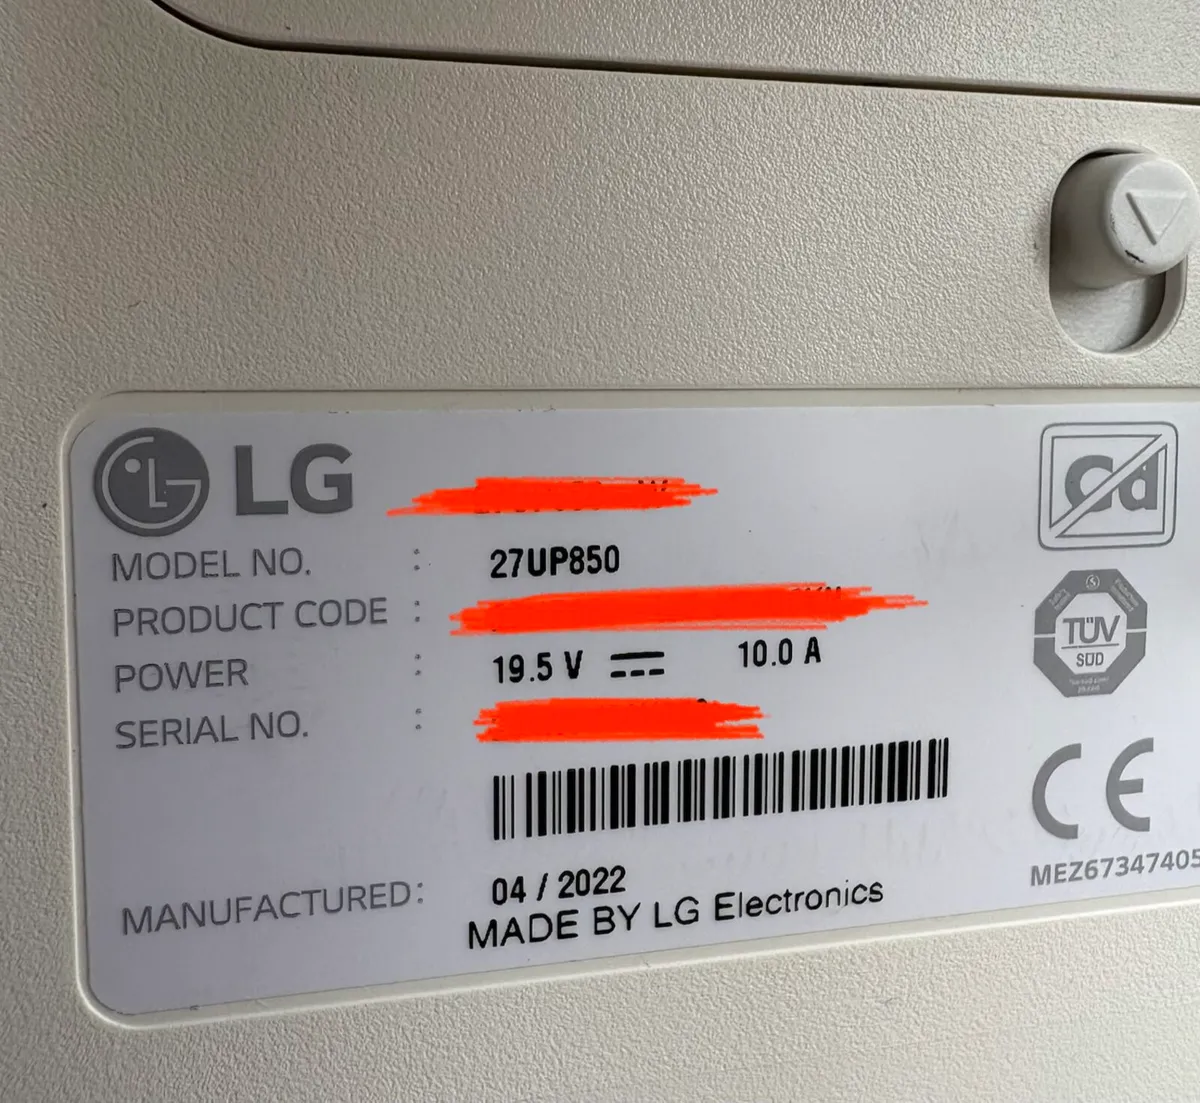 LG
MODEL NO. : 27UP850
PRODUCT CODE :
POWER : 19.5 V 10.0 A
SERIAL NO. :
MANUFACTURED: 04 / 2022
MADE BY LG Electronics
Cd
TÜV
SÜD
CE
MEZ67347405